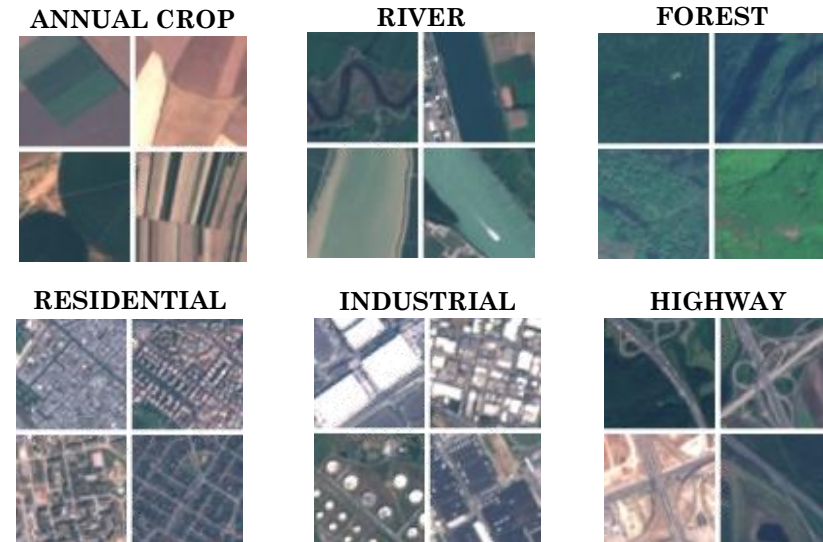 ANNUAL CROP
RIVER
FOREST
RESIDENTIAL
INDUSTRIAL
HIGHWAY